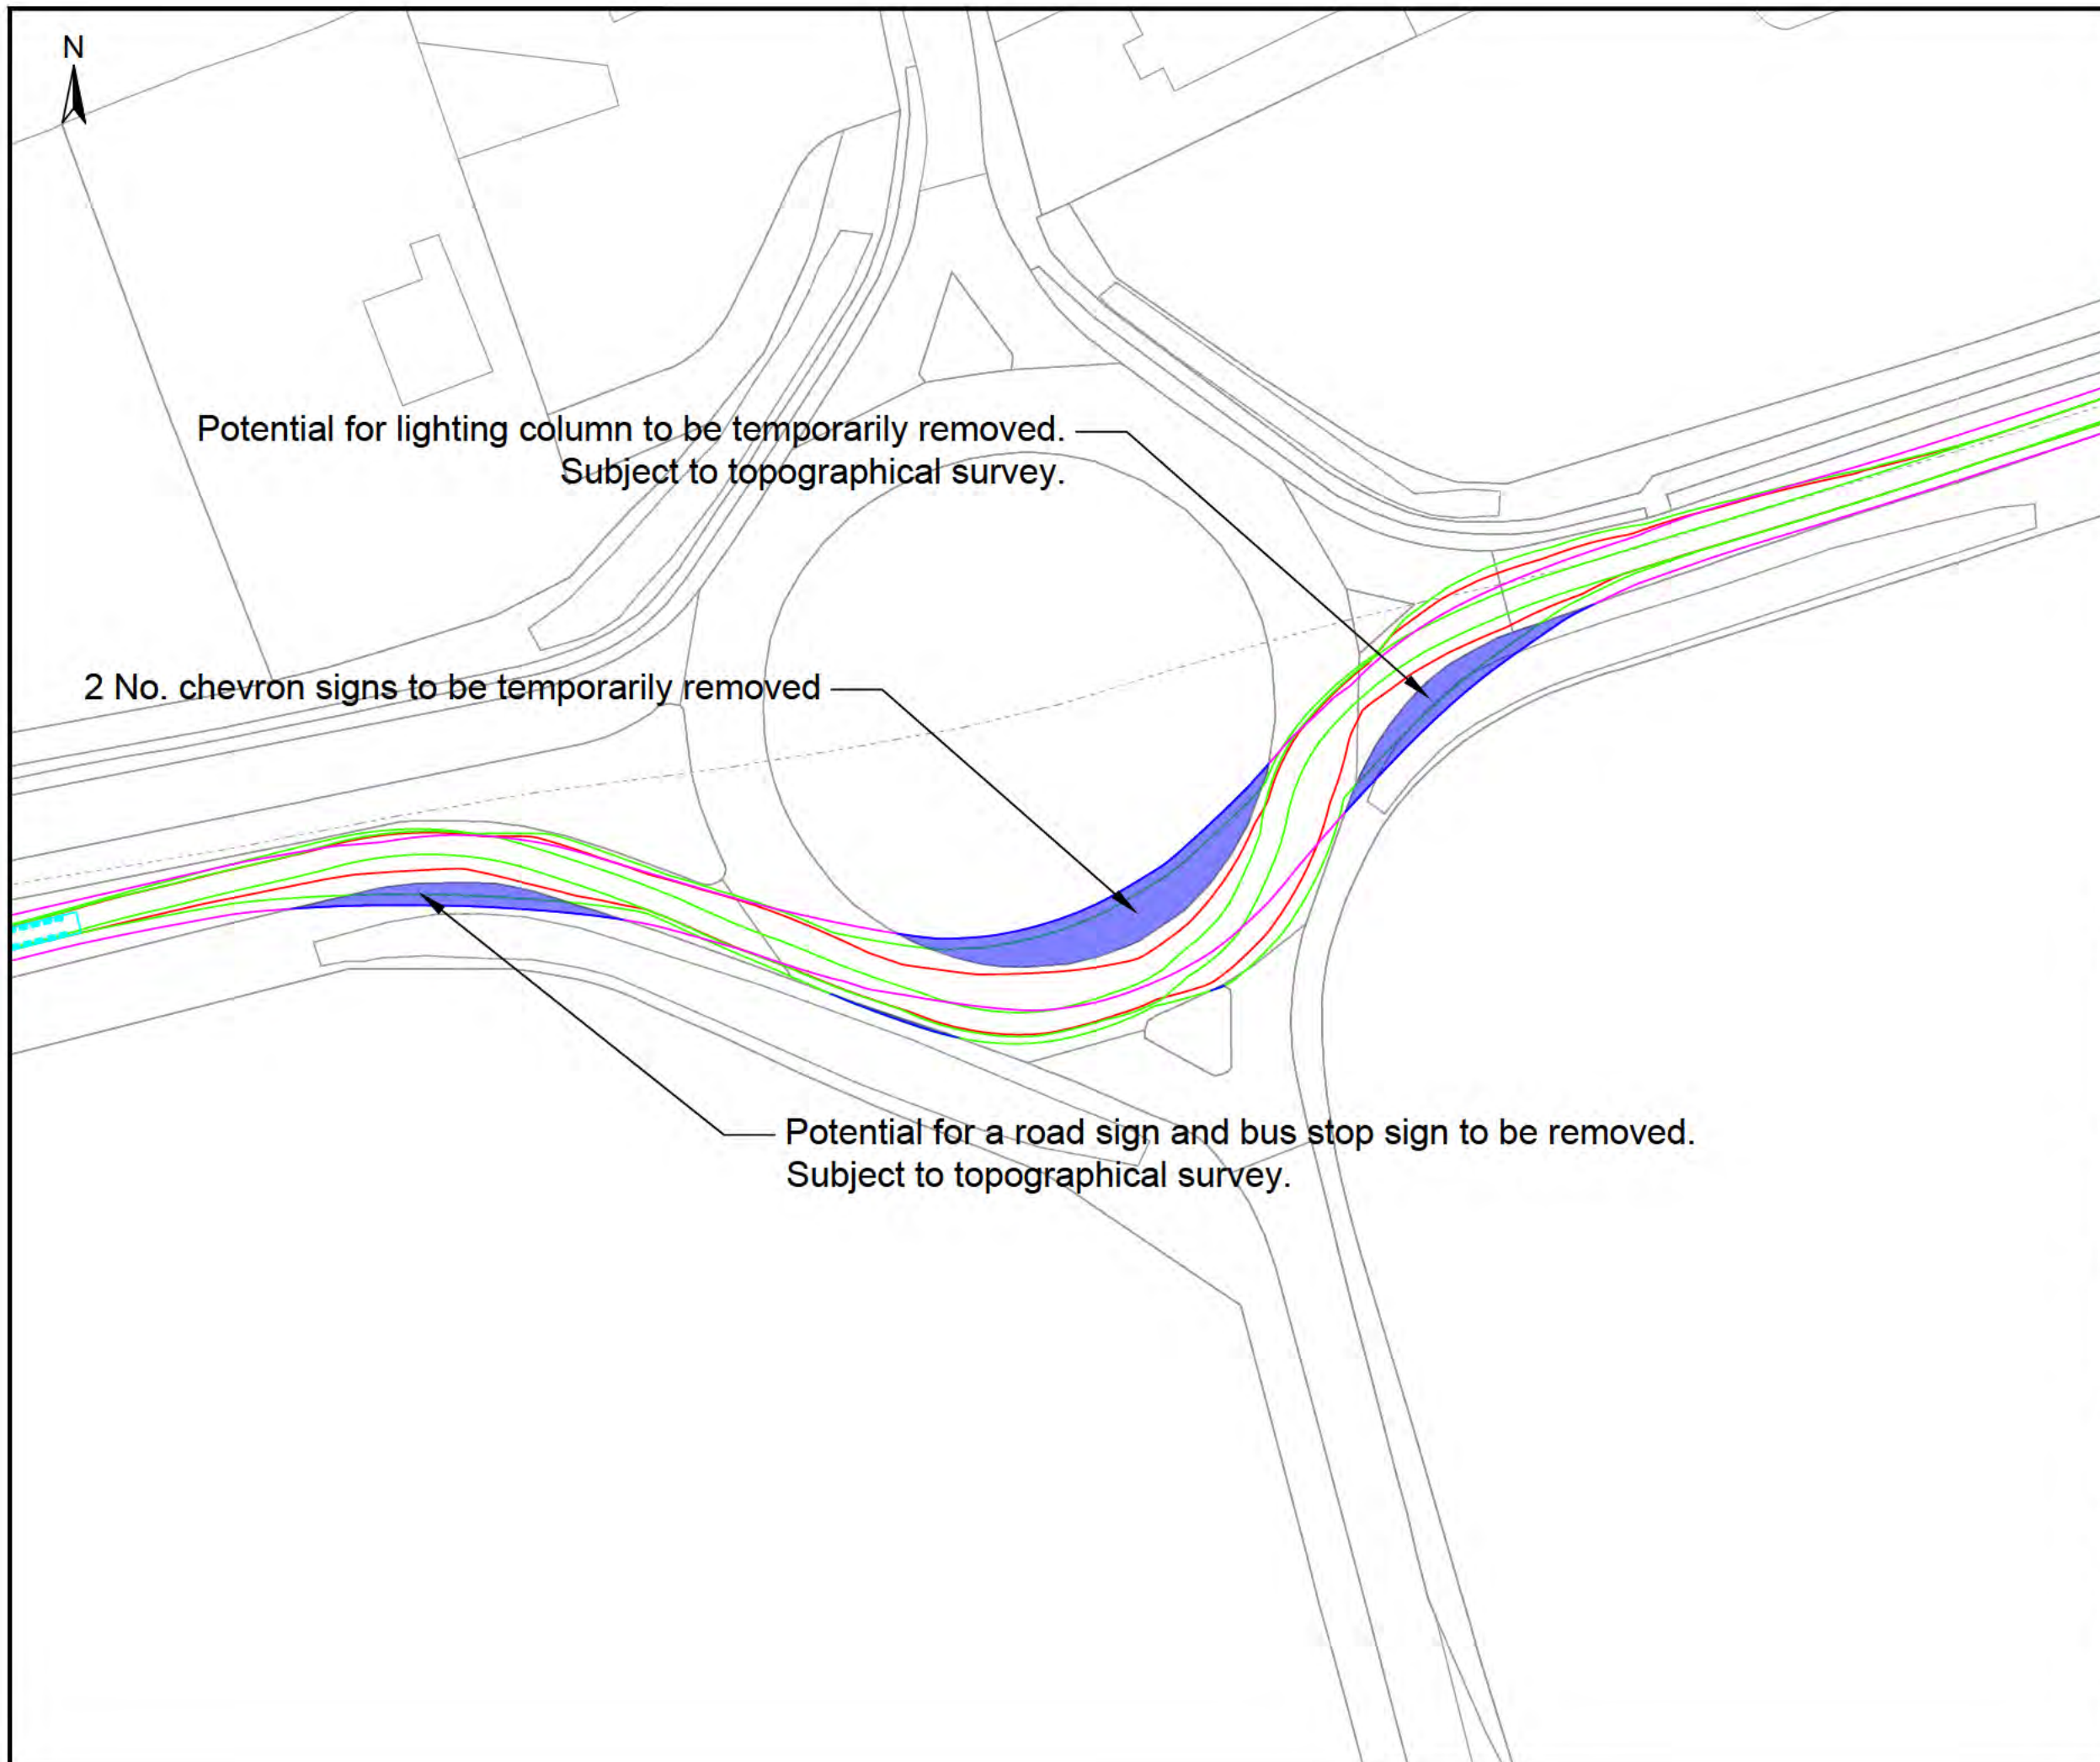 N
Potential for lighting column to be temporarily removed.
Subject to topographical survey.
2 No. chevron signs to be temporarily removed
Potential for a road sign and bus stop sign to be removed.
Subject to topographical survey.